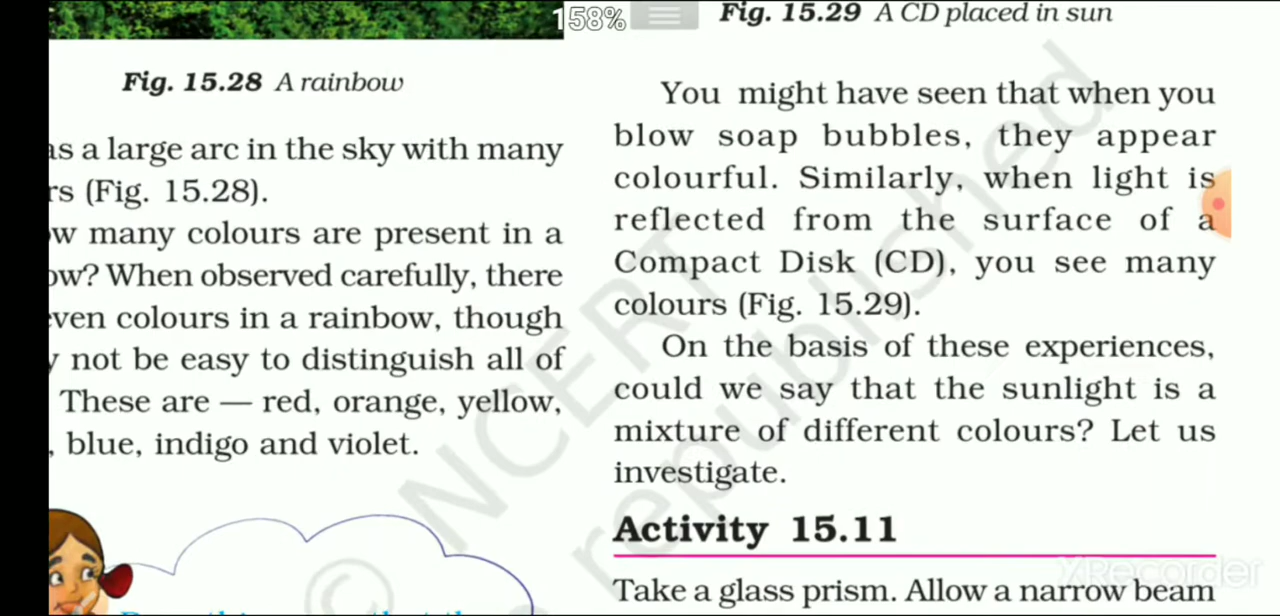 158%
Fig. 15.28 A rainbow
as a large arc in the sky with many
rs (Fig. 15.28).
ow many colours are present in a
ow? When observed carefully, there
even colours in a rainbow, though
y not be easy to distinguish all of
These are — red, orange, yellow,
, blue, indigo and violet.
Fig. 15.29 A CD placed in sun
You might have seen that when you
blow soap bubbles, they appear
colourful. Similarly, when light is
reflected from the surface of a
Compact Disk (CD), you see many
colours (Fig. 15.29).
On the basis of these experiences,
could we say that the sunlight is a
mixture of different colours? Let us
investigate.
Activity 15.11
Take a glass prism. Allow a narrow beam
© NCERT
republished
XRecorder